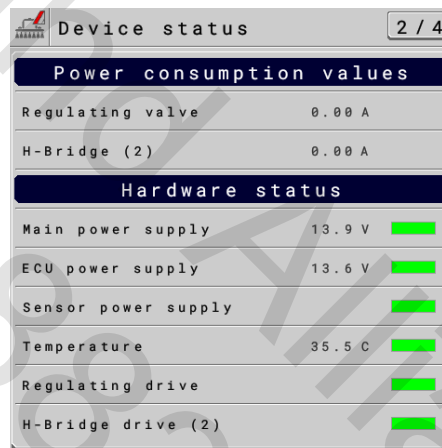 Device status 2/4
Power consumption values
Regulating valve 0.00 A
H-Bridge (2) 0.00 A
Hardware status
Main power supply 13.9 V
ECU power supply 13.6 V
Sensor power supply
Temperature 35.5 C
Regulating drive
H-Bridge drive (2)